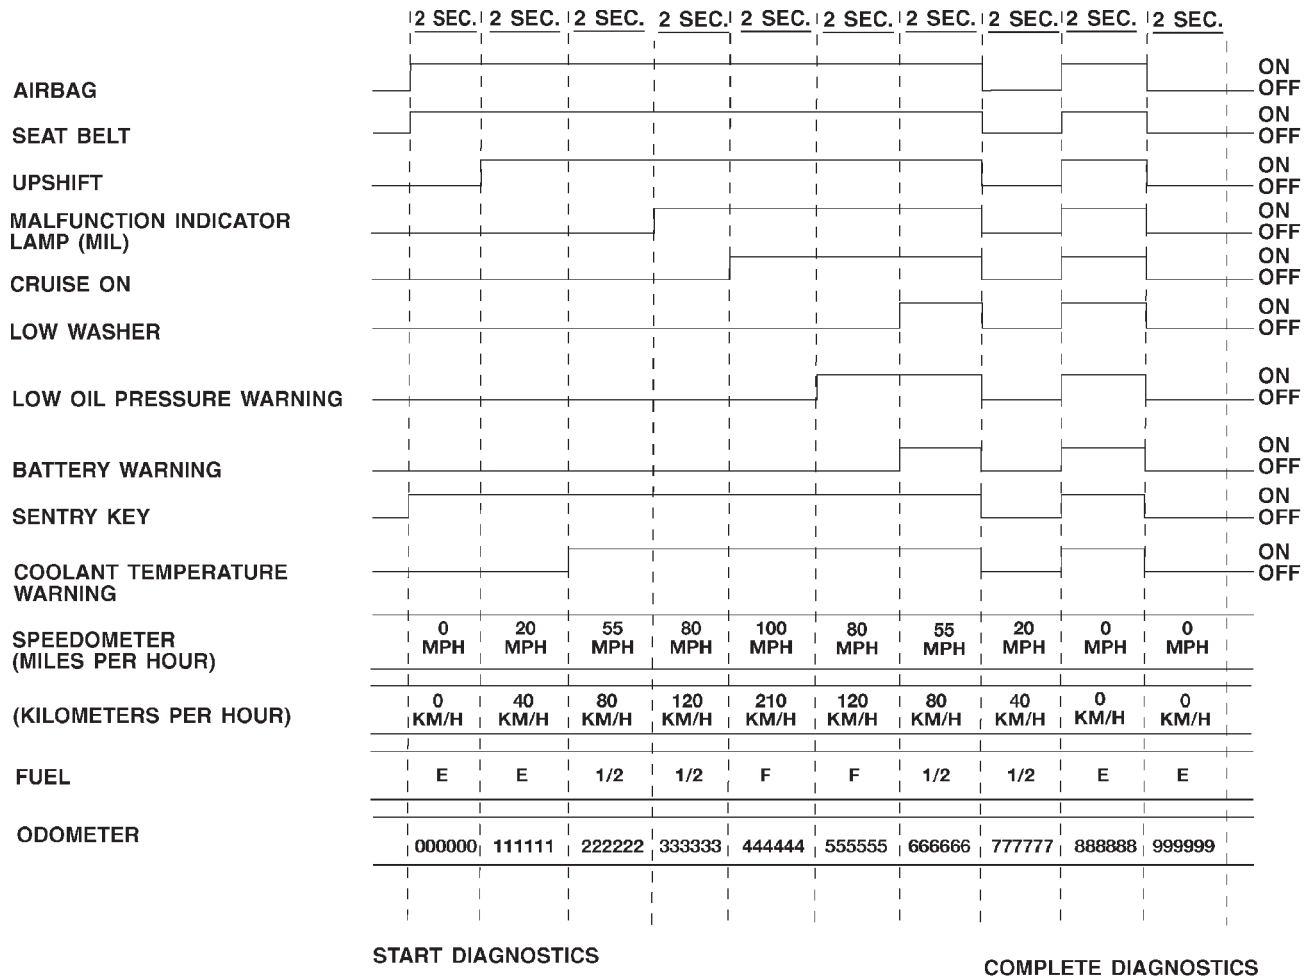 2 SEC. 2 SEC. 2 SEC. 2 SEC. 2 SEC. 2 SEC. 2 SEC. 2 SEC. 2 SEC. 2 SEC.
AIRBAG ON
OFF
SEAT BELT ON
OFF
UPSHIFT ON
OFF
MALFUNCTION INDICATOR ON
LAMP (MIL) OFF
CRUISE ON ON
OFF
LOW WASHER ON
OFF
LOW OIL PRESSURE WARNING ON
OFF
BATTERY WARNING ON
OFF
SENTRY KEY ON
OFF
COOLANT TEMPERATURE ON
WARNING OFF
SPEEDOMETER 0 20 55 80 100 80 55 20 0 0
(MILES PER HOUR) MPH MPH MPH MPH MPH MPH MPH MPH MPH MPH
(KILOMETERS PER HOUR) 0 40 80 120 210 120 80 40 0 0
KM/H KM/H KM/H KM/H KM/H KM/H KM/H KM/H KM/H KM/H
FUEL E E 1/2 1/2 F F 1/2 1/2 E E
ODOMETER 000000 111111 222222 333333 444444 555555 666666 777777 888888 999999
START DIAGNOSTICS
COMPLETE DIAGNOSTICS